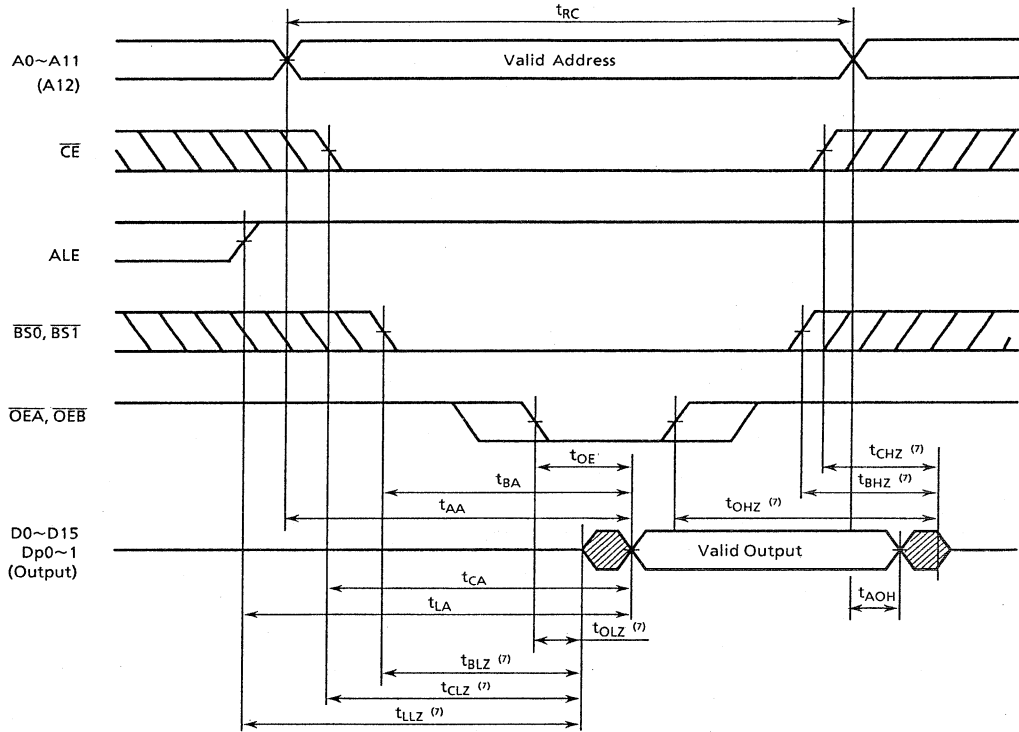 tRC
A0~A11
(A12)
Valid Address
CE
ALE
BS0, BS1
OEA, OEB
tOE
tCHZ (7)
tBA
tBHZ (7)
tAA
tOHZ (7)
D0~D15
Dp0~1
(Output)
Valid Output
tCA
tLA
tAOH
tOLZ (7)
tBLZ (7)
tCLZ (7)
tLLZ (7)